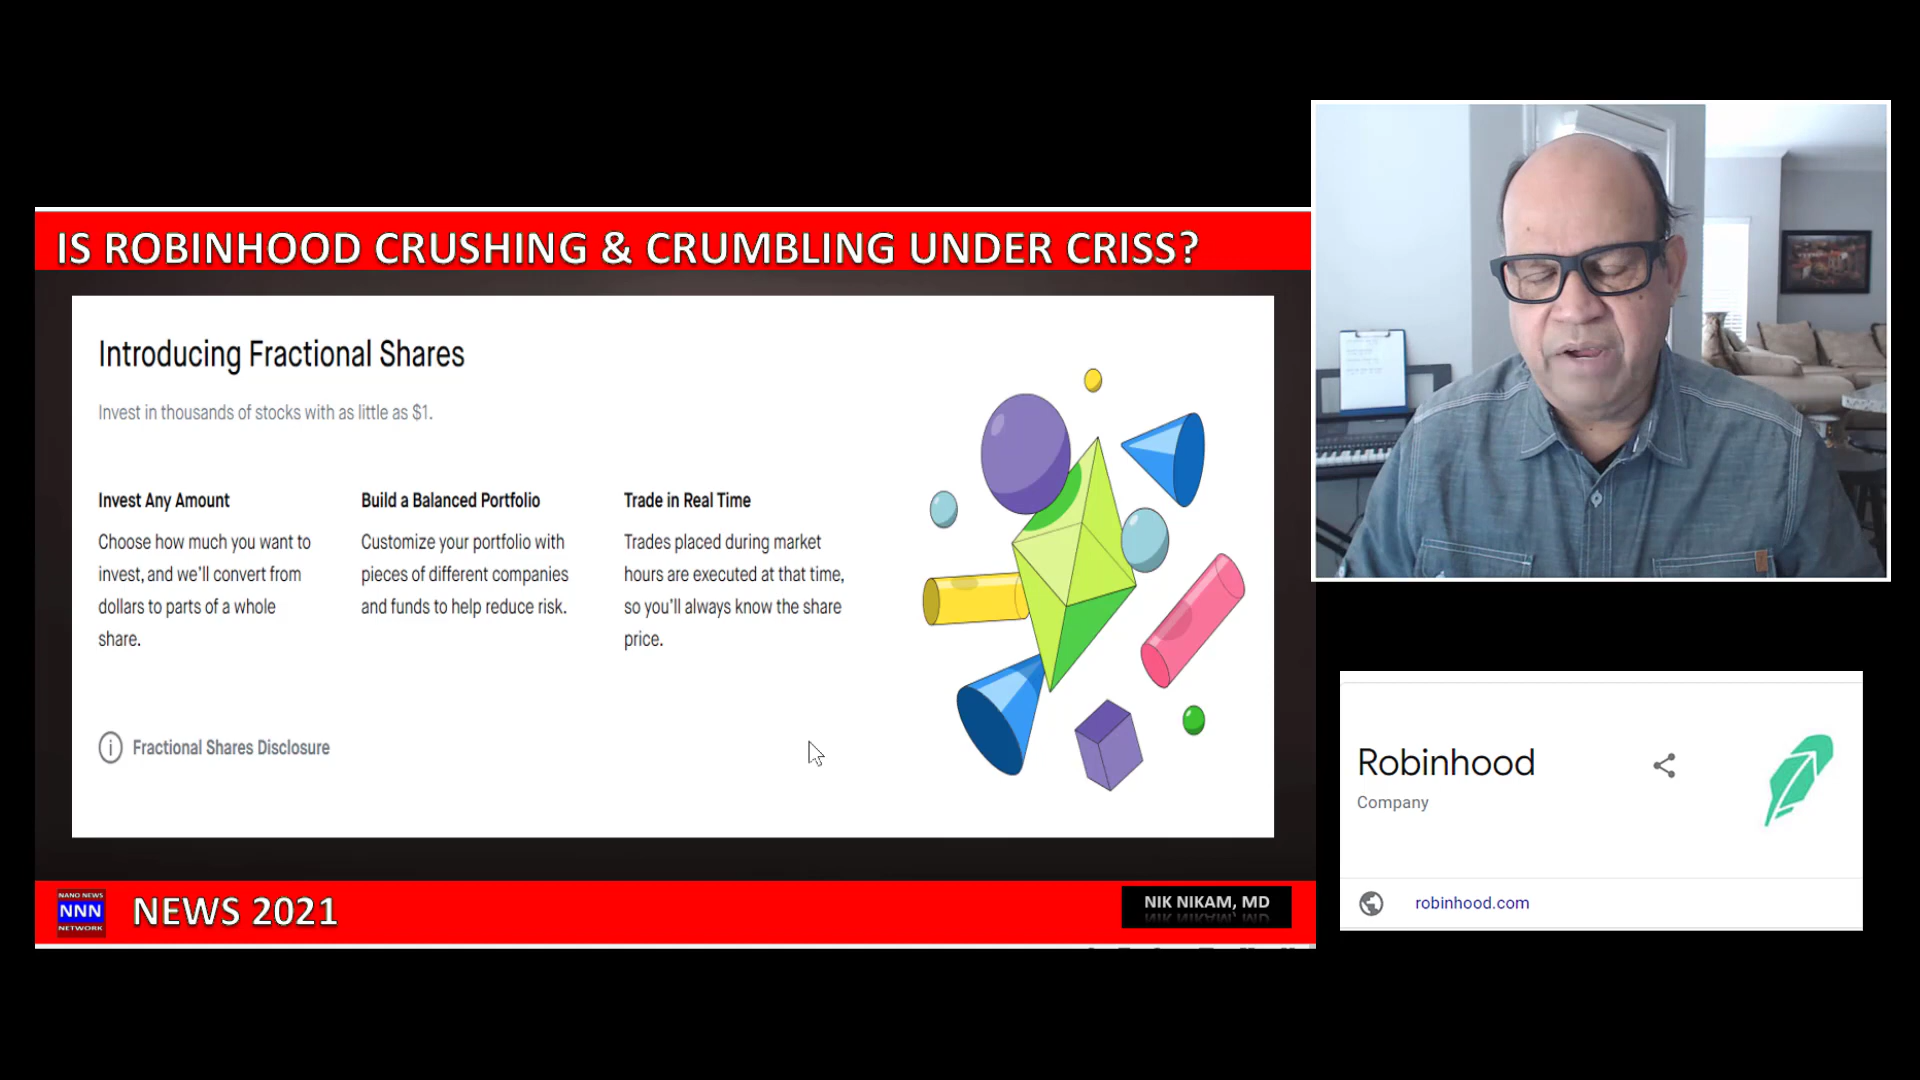 IS ROBINHOOD CRUSHING & CRUMBLING UNDER CRISS?
Introducing Fractional Shares
Invest in thousands of stocks with as little as $1.
Invest Any Amount
Choose how much you want to
invest, and we'll convert from
dollars to parts of a whole
share.
Build a Balanced Portfolio
Customize your portfolio with
pieces of different companies
and funds to help reduce risk.
Trade in Real Time
Trades placed during market
hours are executed at that time,
so you'll always know the share
price.
Fractional Shares Disclosure
NANO NEWS
NNN
NETWORK
NEWS 2021
NIK NIKAM, MD
Robinhood
Company
robinhood.com